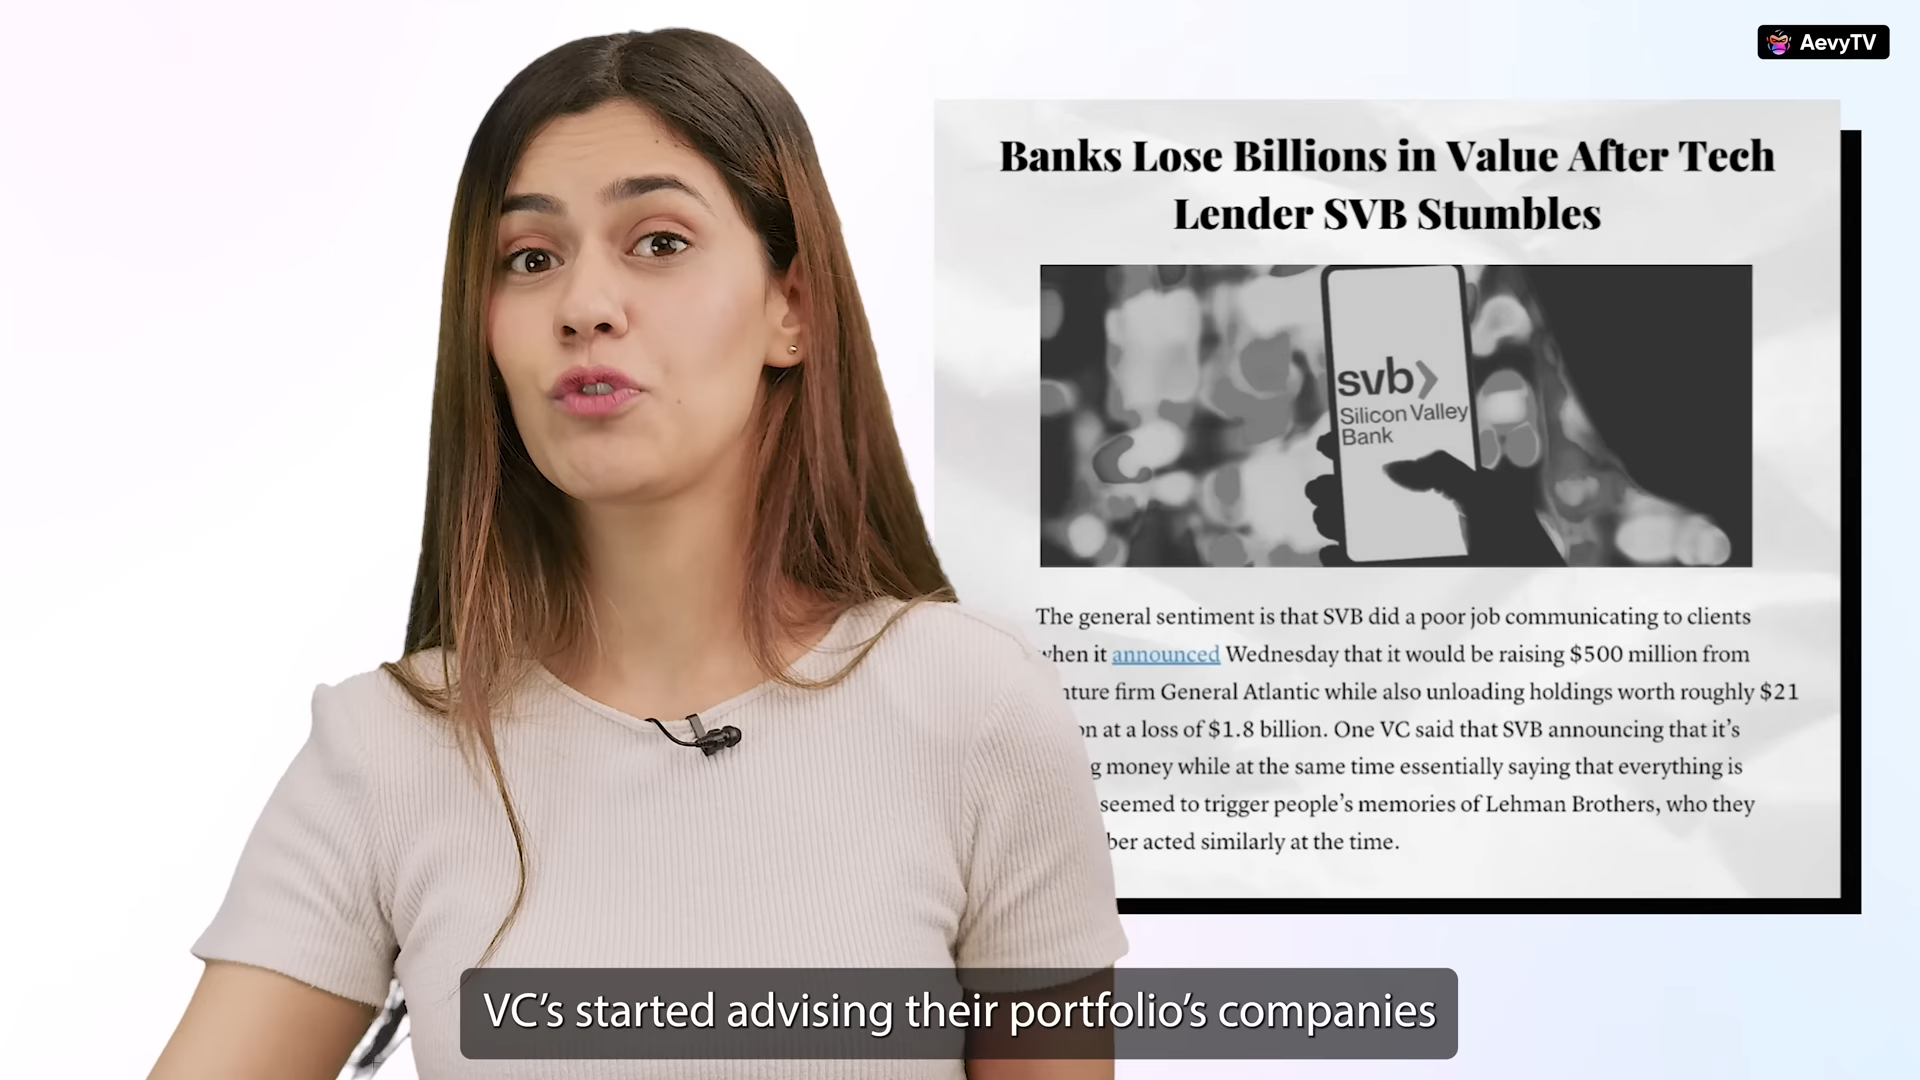 AevyTV
Banks Lose Billions in Value After Tech
Lender SVB Stumbles
svb
Silicon Valley
Bank
The general sentiment is that SVB did a poor job communicating to clients
when it announced Wednesday that it would be raising $500 million from
nture firm General Atlantic while also unloading holdings worth roughly $21
on at a loss of $1.8 billion. One VC said that SVB announcing that it’s
g money while at the same time essentially saying that everything is
seemed to trigger people’s memories of Lehman Brothers, who they
ber acted similarly at the time.
VC’s started advising their portfolio’s companies